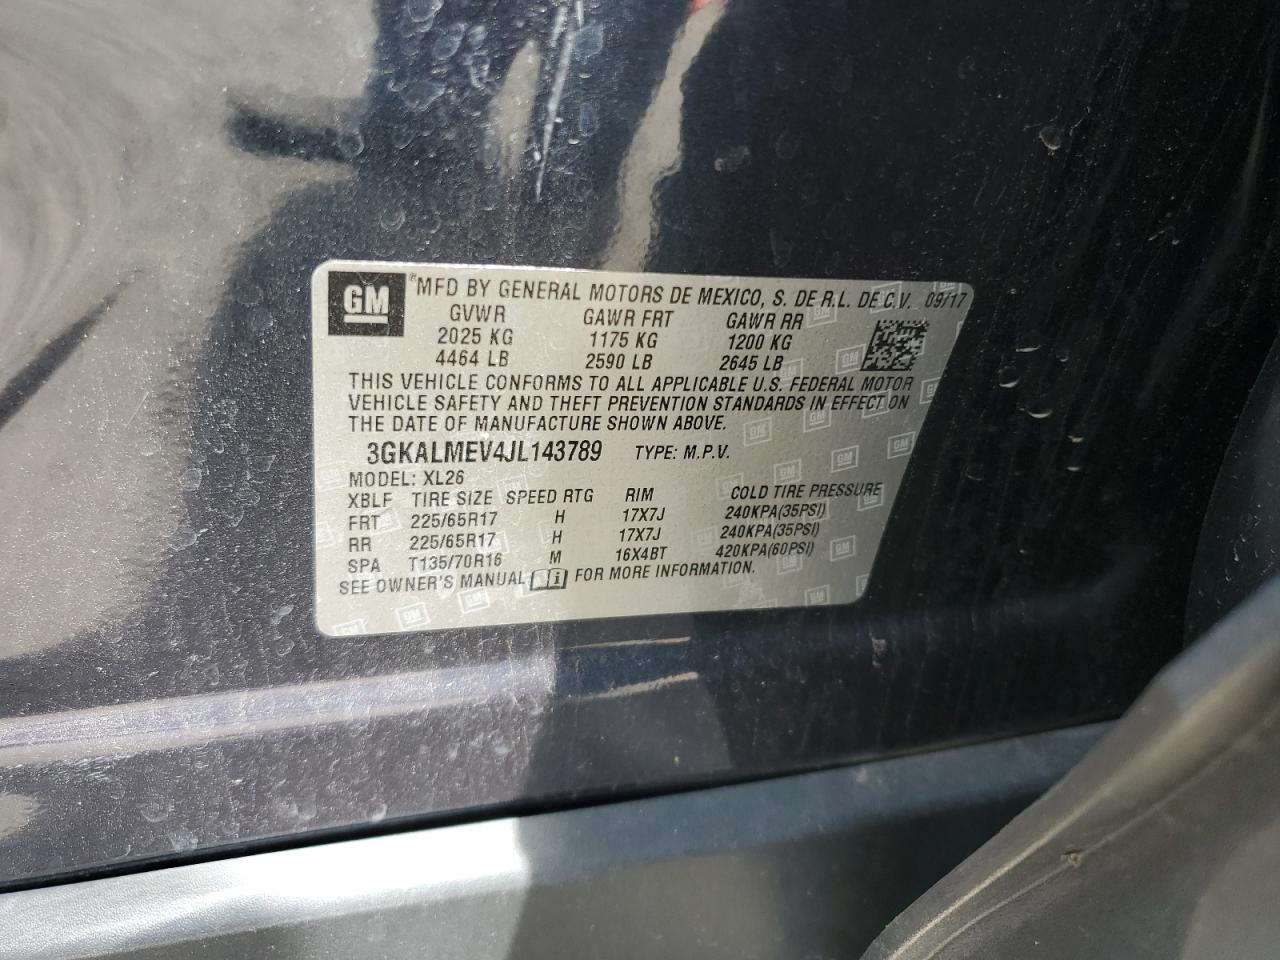 GM ®MFD BY GENERAL MOTORS DE MEXICO, S. DE R.L. DE C.V. 09/17
GVWR GAWR FRT GAWR RR
2025 KG 1175 KG 1200 KG
4464 LB 2590 LB 2645 LB
THIS VEHICLE CONFORMS TO ALL APPLICABLE U.S. FEDERAL MOTOR
VEHICLE SAFETY AND THEFT PREVENTION STANDARDS IN EFFECT ON
THE DATE OF MANUFACTURE SHOWN ABOVE.
3GKALMEV4JL143789 TYPE: M.P.V.
MODEL: XL26
XBLF TIRE SIZE SPEED RTG RIM COLD TIRE PRESSURE
FRT 225/65R17 H 17X7J 240KPA(35PSI)
RR 225/65R17 H 17X7J 240KPA(35PSI)
SPA T135/70R16 M 16X4BT 420KPA(60PSI)
SEE OWNER'S MANUAL i FOR MORE INFORMATION.